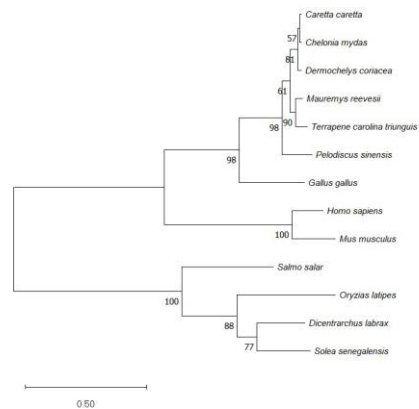 Caretta caretta
57
Chelonia mydas
81
Dermochelys coriacea
61
Mauremys reevesii
90
98
Terrapene carolina triunguis
Pelodiscus sinensis
98
Gallus gallus
Homo sapiens
100
Mus musculus
Salmo salar
100
Oryzias latipes
88
Dicentrarchus labrax
77
Solea senegalensis
0.50